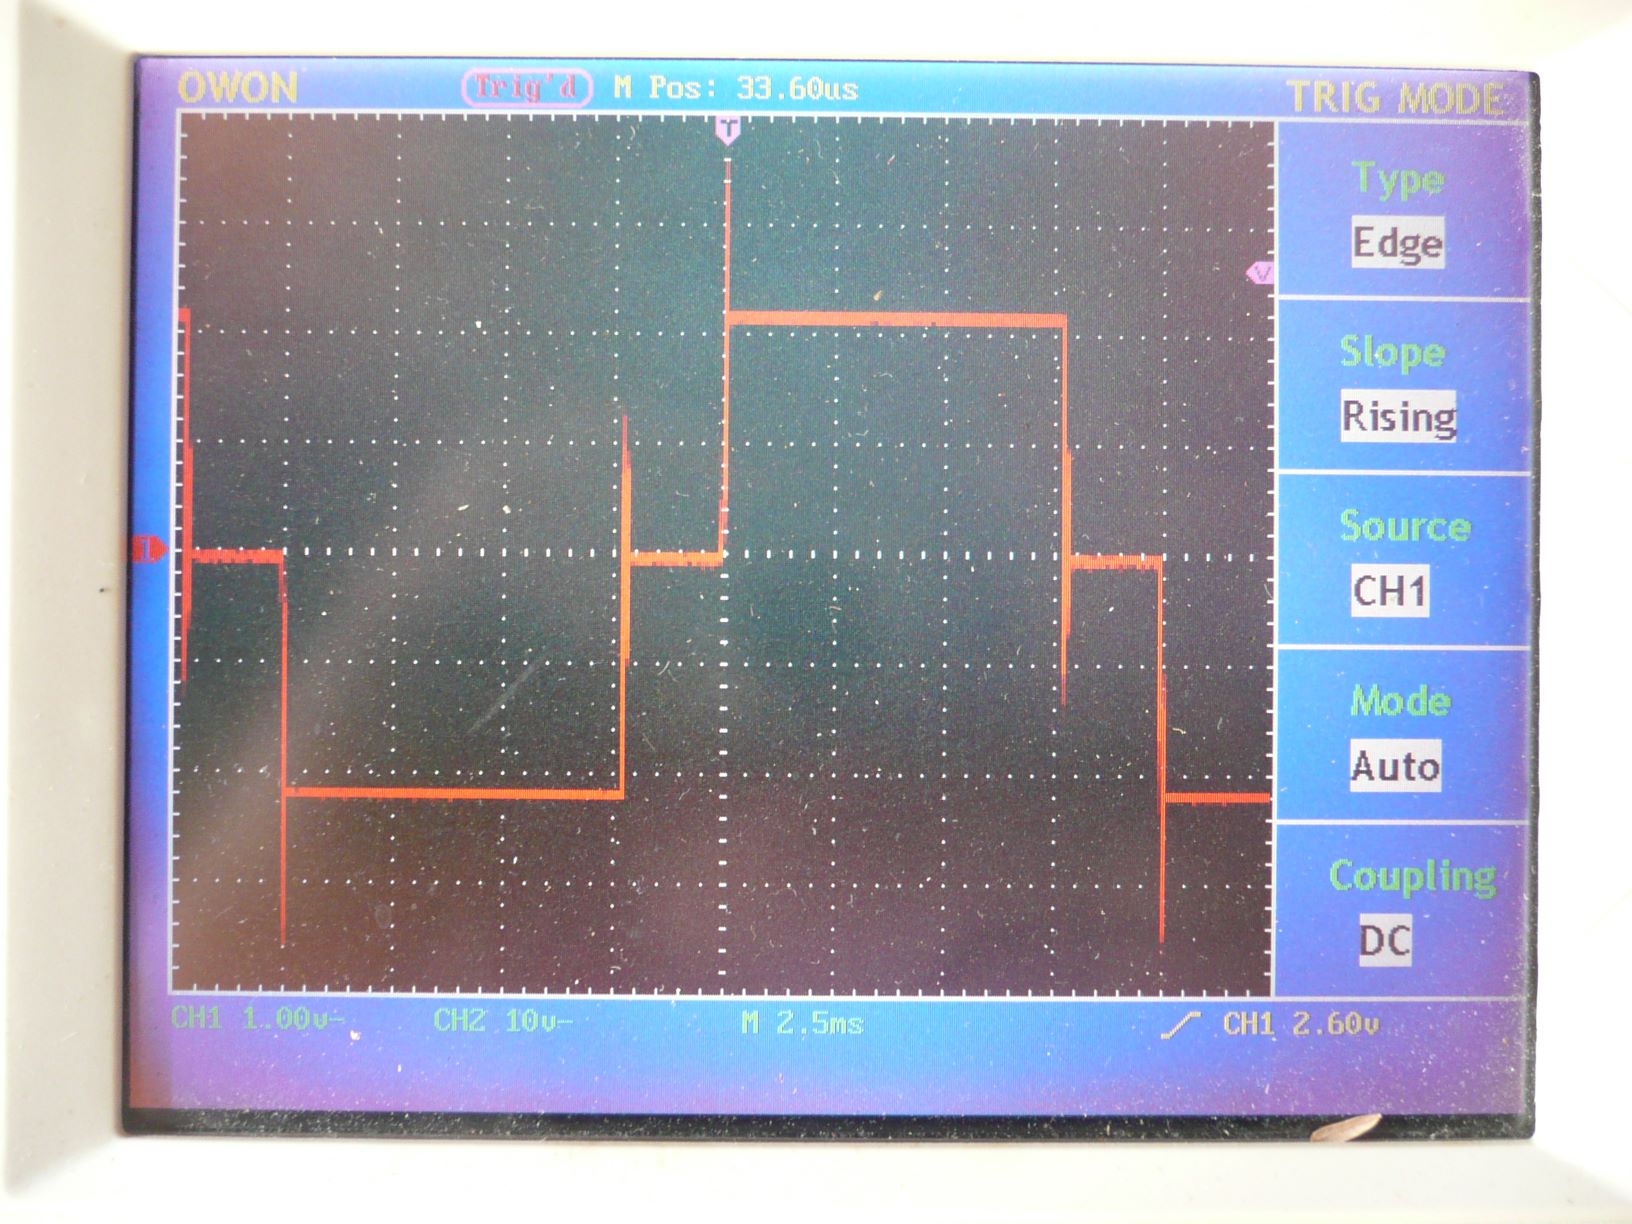 OWON Trig'd M Pos: 33.60us TRIG MODE
T
Type
Edge
V
Slope
Rising
Source
CH1
1
Mode
Auto
Coupling
DC
CH1 1.00v- CH2 10v- M 2.5ms CH1 2.60v